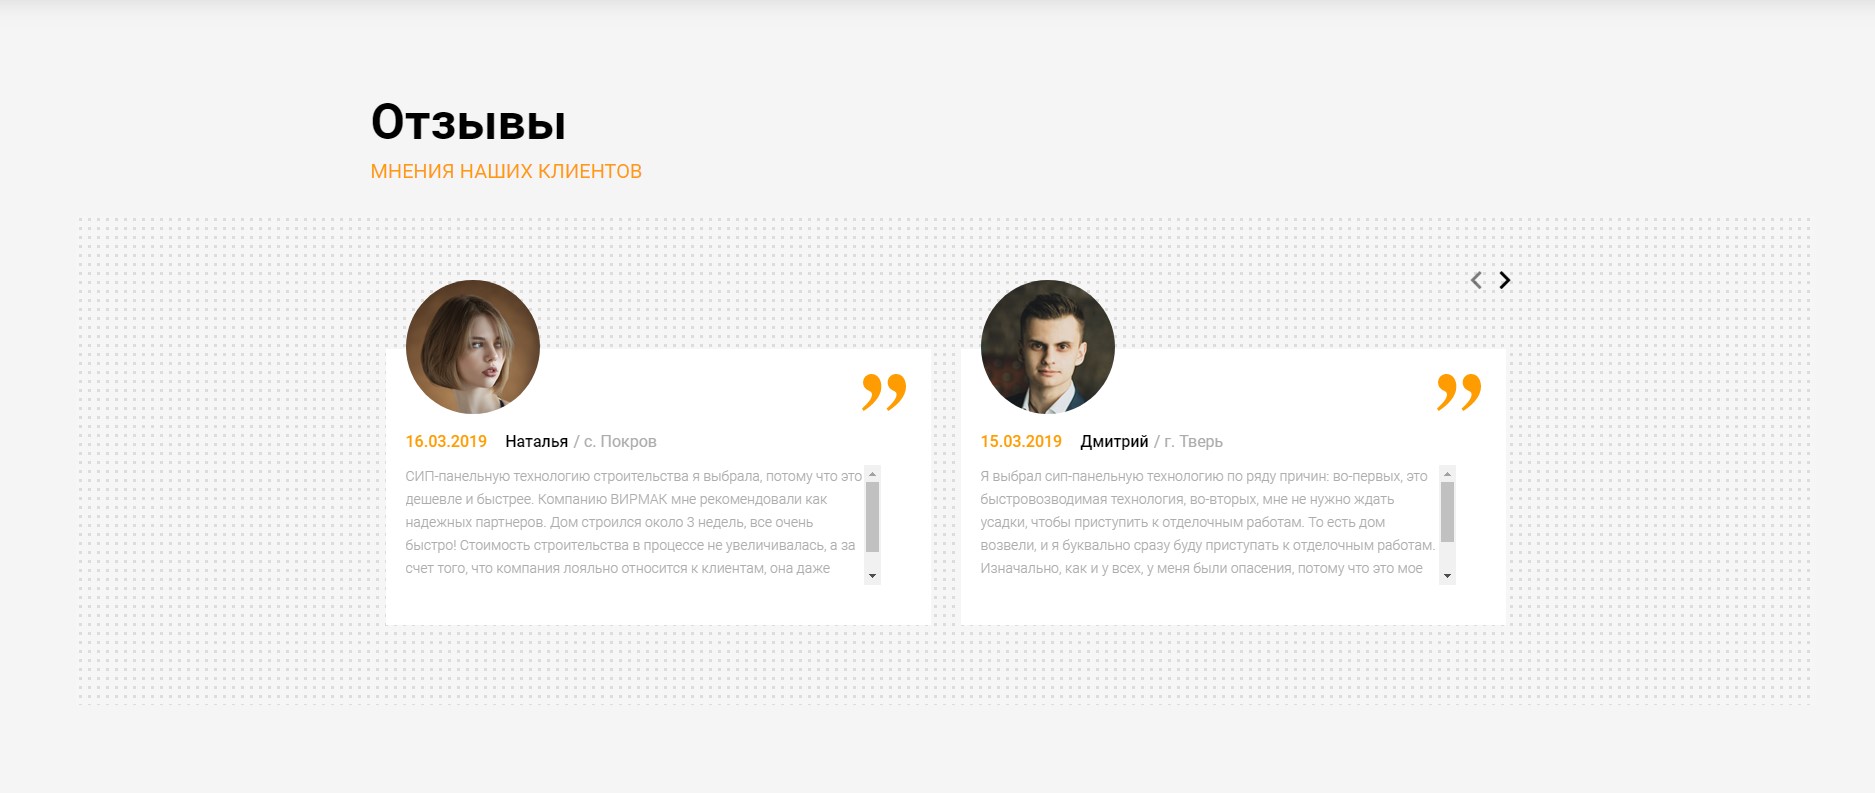 Отзывы
МНЕНИЯ НАШИХ КЛИЕНТОВ
16.03.2019 Наталья / с. Покров
СИП-панельную технологию строительства я выбрала, потому что это
дешевле и быстрее. Компанию ВИРМАК мне рекомендовали как
надежных партнеров. Дом строился около 3 недель, все очень
быстро! Стоимость строительства в процессе не увеличивалась, а за
счет того, что компания лояльно относится к клиентам, она даже
15.03.2019 Дмитрий / г. Тверь
Я выбрал сип-панельную технологию по ряду причин: во-первых, это
быстровозводимая технология, во-вторых, мне не нужно ждать
усадки, чтобы приступить к отделочным работам. То есть дом
возвели, и я буквально сразу буду приступать к отделочным работам.
Изначально, как и у всех, у меня были опасения, потому что это мое